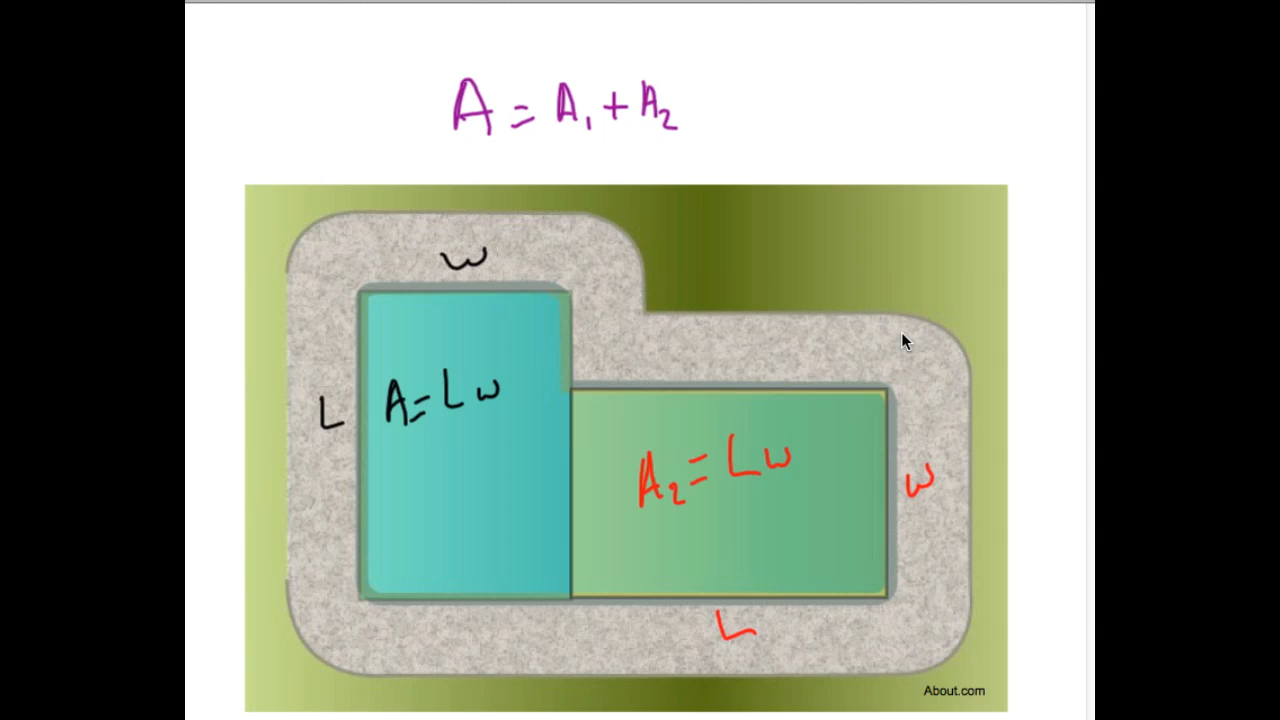 A = A₁ + A₂
w
L
A = Lw
A₂ = Lw
w
L
About.com